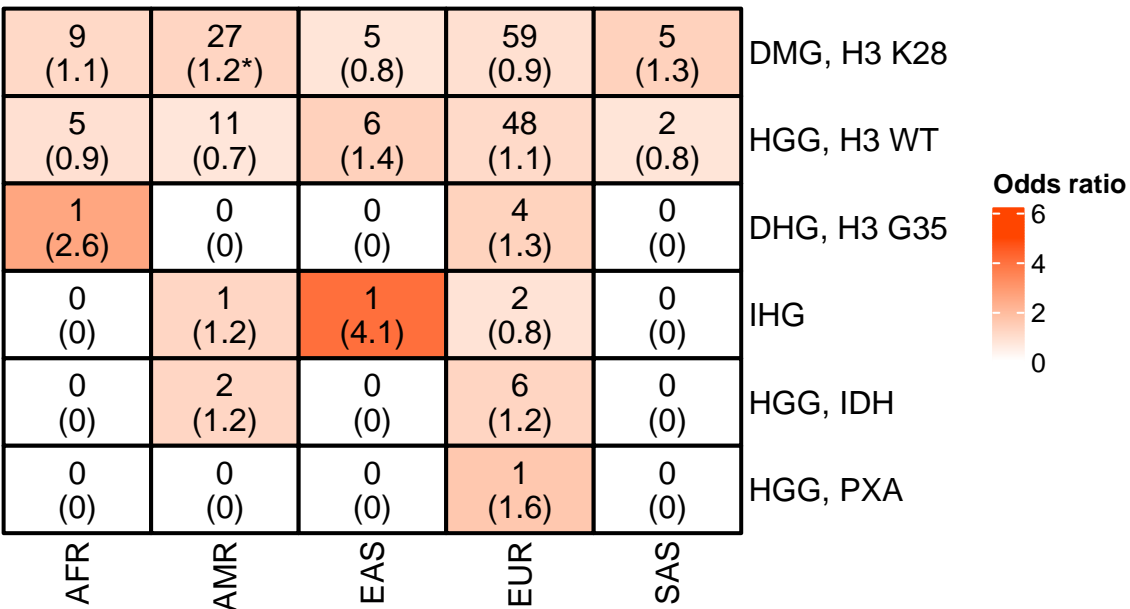 9 27 5 59 5
(1.1) (1.2*) (0.8) (0.9) (1.3)
DMG, H3 K28
5 11 6 48 2
(0.9) (0.7) (1.4) (1.1) (0.8)
HGG, H3 WT
1 0 0 4 0
(2.6) (0) (0) (1.3) (0)
DHG, H3 G35
0 1 1 2 0
(0) (1.2) (4.1) (0.8) (0)
IHG
0 2 0 6 0
(0) (1.2) (0) (1.2) (0)
HGG, IDH
0 0 0 1 0
(0) (0) (0) (1.6) (0)
HGG, PXA
AFR AMR EAS EUR SAS
Odds ratio
6
4
2
0